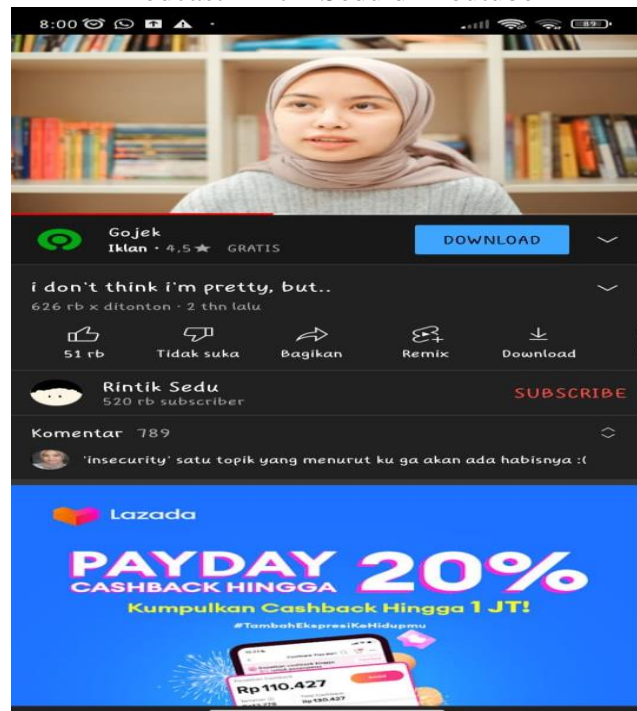 8:00
89
Gojek
Iklan · 4,5★ GRATIS
DOWNLOAD
i don't think i'm pretty, but..
626 rb x ditonton · 2 thn lalu
51 rb
Tidak suka
Bagikan
Remix
Download
Rintik Sedu
520 rb subscriber
SUBSCRIBE
Komentar 789
'insecurity' satu topik yang menurut ku ga akan ada habisnya :(
Lazada
PAYDAY 20%
CASHBACK HINGGA
Kumpulkan Cashback Hingga 1 JT!
#TambahEkspresiKeHidupmu
Rp110.427